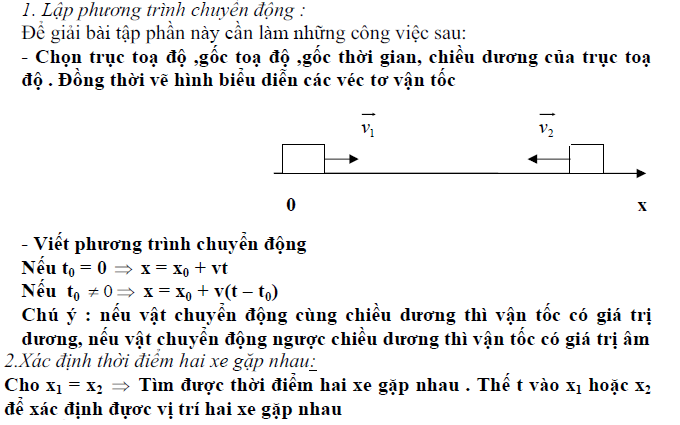 1. Lập phương trình chuyển động :
Để giải bài tập phần này cần làm những công việc sau:
- Chọn trục toạ độ ,gốc toạ độ ,gốc thời gian, chiều dương của trục toạ
độ . Đồng thời vẽ hình biểu diễn các véc tơ vận tốc
v₁ v₂
0 x
- Viết phương trình chuyển động
Nếu t₀ = 0 ⇒ x = x₀ + vt
Nếu t₀ ≠ 0 ⇒ x = x₀ + v(t – t₀)
Chú ý : nếu vật chuyển động cùng chiều dương thì vận tốc có giá trị
dương, nếu vật chuyển động ngược chiều dương thì vận tốc có giá trị âm
2.Xác định thời điểm hai xe gặp nhau:
Cho x₁ = x₂ ⇒ Tìm được thời điểm hai xe gặp nhau . Thế t vào x₁ hoặc x₂
để xác định đựơc vị trí hai xe gặp nhau